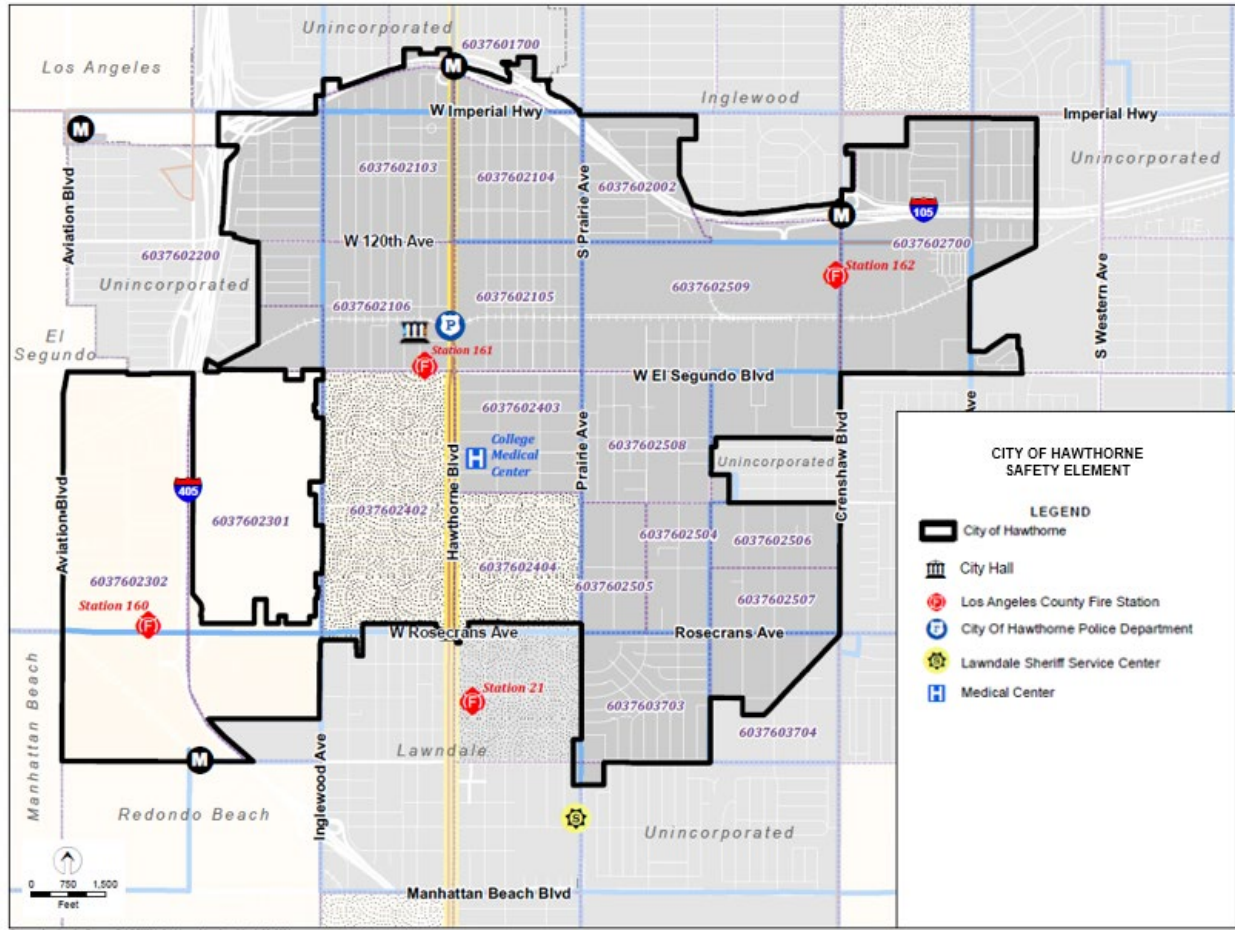 Unincorporated
6037601700
Los Angeles
M
Inglewood
W Imperial Hwy
Imperial Hwy
M
Unincorporated
6037602103
6037602104
6037602002
Aviation Blvd
S Prairie Ave
M
105
W 120th Ave
6037602700
6037602200
Station 162
F
Unincorporated
6037602509
6037602106
6037602105
S Western Ave
El
Segundo
P
Station 161
F
W El Segundo Blvd
Ave
6037602403
College
Medical
Center
H
6037602508
Unincorporated
Prairie Ave
Crenshaw Blvd
405
Hawthorne Blvd
Aviation Blvd
6037602301
6037602402
6037602504
6037602506
6037602404
6037602302
6037602505
6037602507
Station 160
F
W Rosecrans Ave
Rosecrans Ave
Station 21
F
6037603703
6037603704
Manhattan Beach
Lawndale
M
Inglewood Ave
Redondo Beach
S
Unincorporated
0 750 1,500
Feet
Manhattan Beach Blvd
CITY OF HAWTHORNE
SAFETY ELEMENT
LEGEND
City of Hawthorne
City Hall
F Los Angeles County Fire Station
P City Of Hawthorne Police Department
S Lawndale Sheriff Service Center
H Medical Center